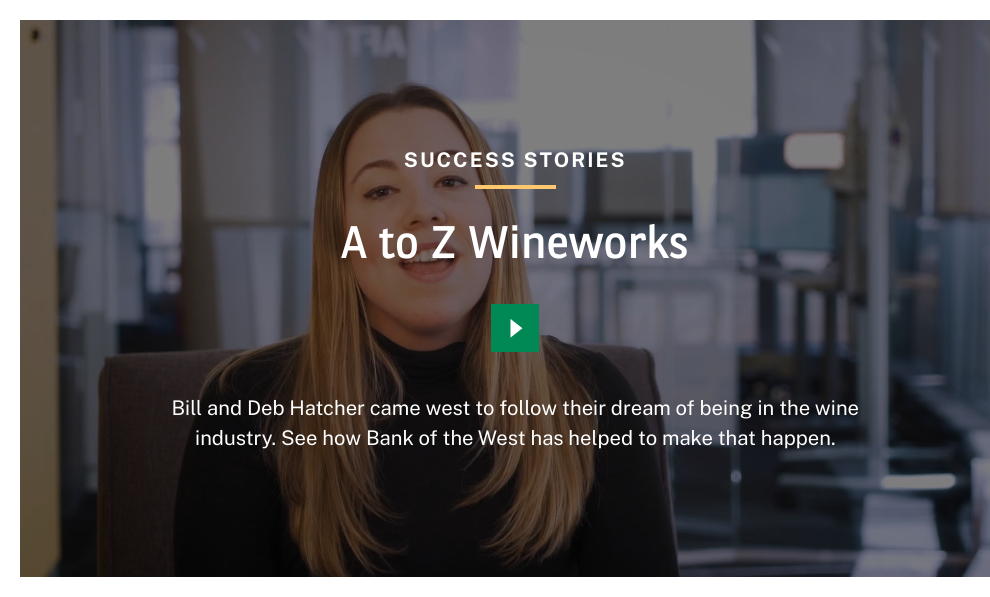 SUCCESS STORIES
A to Z Wineworks
Bill and Deb Hatcher came west to follow their dream of being in the wine
industry. See how Bank of the West has helped to make that happen.